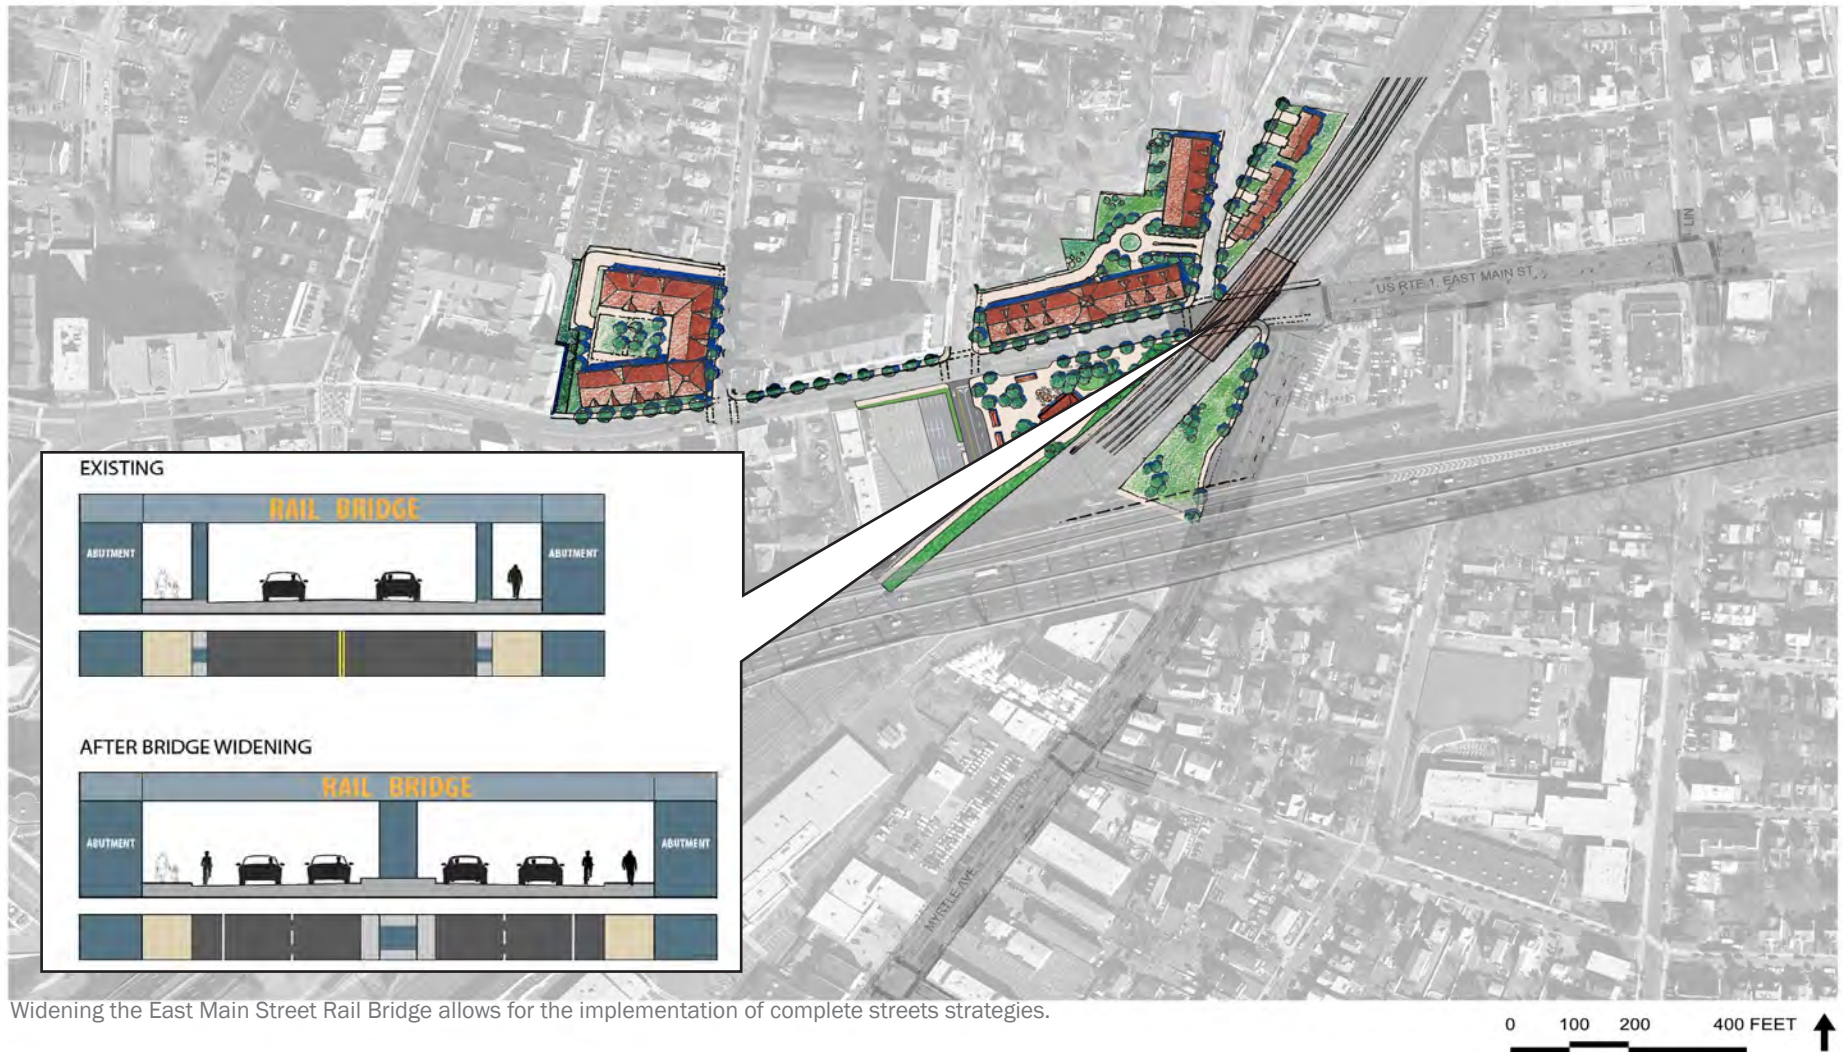 US RTE 1, EAST MAIN ST
LIN
EXISTING
RAIL BRIDGE
ABUTMENT
ABUTMENT
AFTER BRIDGE WIDENING
RAIL BRIDGE
ABUTMENT
ABUTMENT
MYRTLE AVE
Widening the East Main Street Rail Bridge allows for the implementation of complete streets strategies.
0 100 200 400 FEET